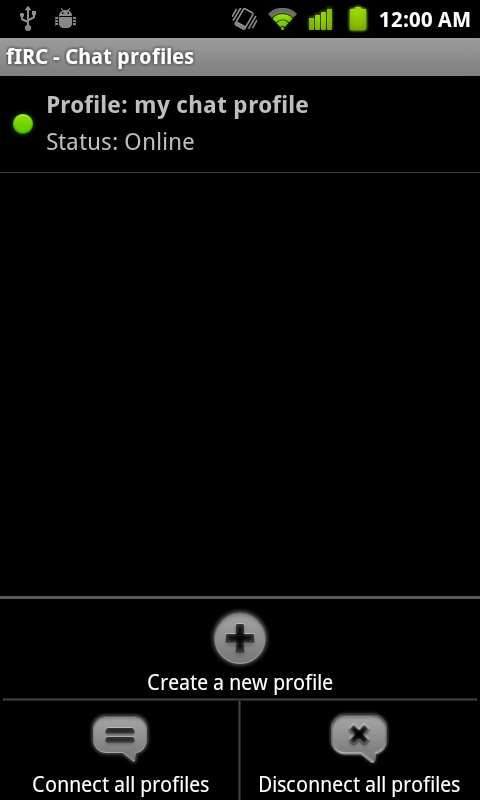 12:00 AM
fIRC - Chat profiles
Profile: my chat profile
Status: Online
Create a new profile
Connect all profiles
Disconnect all profiles